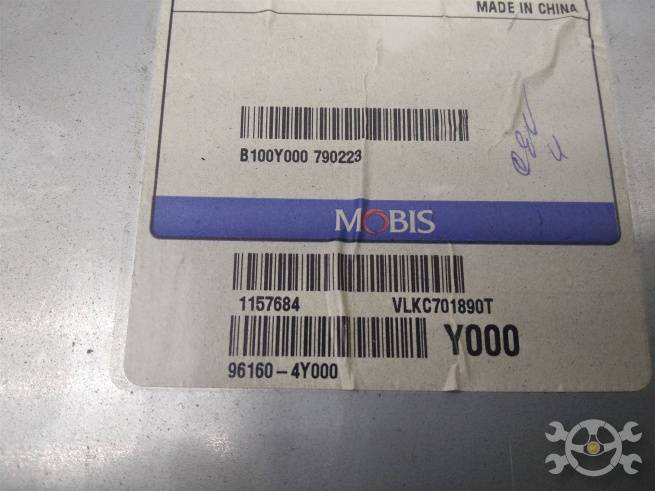 MADE IN CHINA
B100Y000 790223
MOBIS
1157684 VLKC701890T
Y000
96160-4Y000